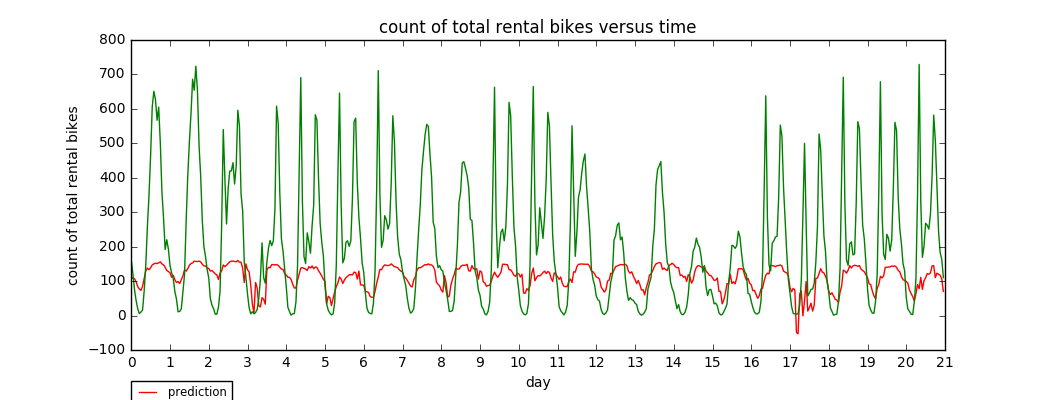 count of total rental bikes versus time
800
700
600
500
400
300
200
100
0
−100
count of total rental bikes
0 1 2 3 4 5 6 7 8 9 10 11 12 13 14 15 16 17 18 19 20 21
day
prediction